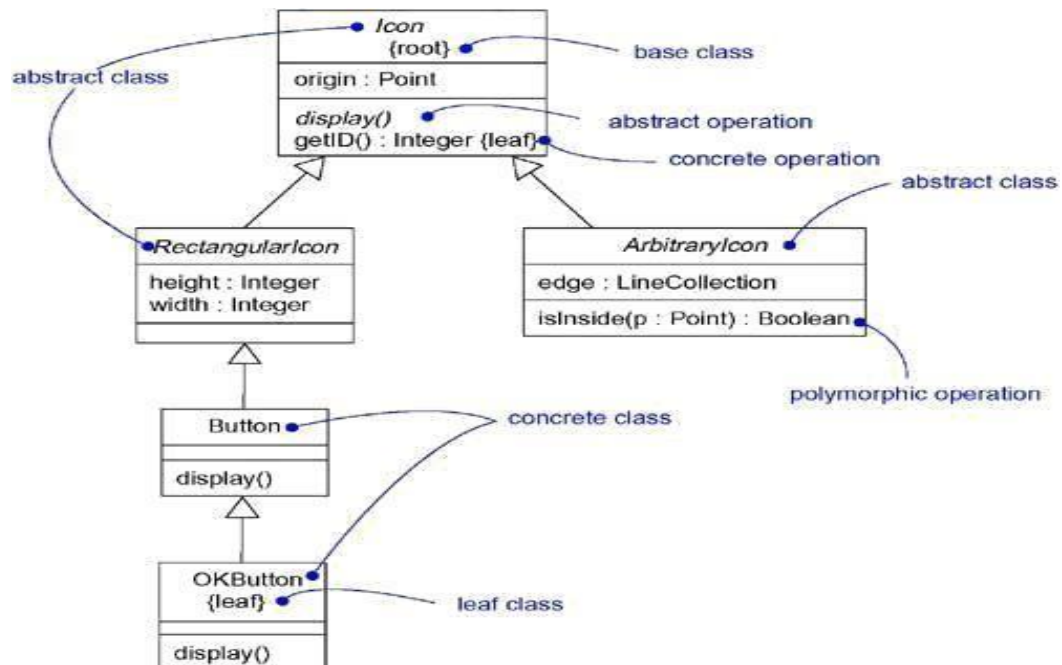 Icon
{root}
base class
abstract class
origin : Point
display()
abstract operation
getID() : Integer {leaf}
concrete operation
abstract class
RectangularIcon
height : Integer
width : Integer
ArbitraryIcon
edge : LineCollection
isInside(p : Point) : Boolean
polymorphic operation
Button
concrete class
display()
OKButton
{leaf}
leaf class
display()